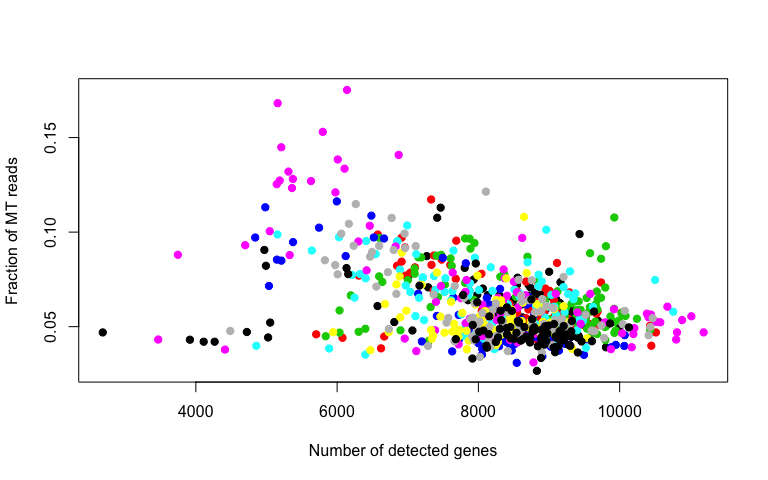 0.15
0.10
0.05
Fraction of MT reads
4000 6000 8000 10000
Number of detected genes